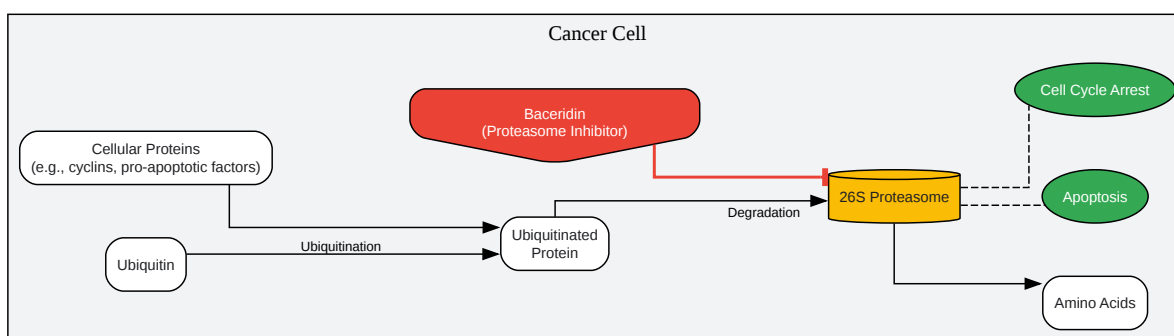 Cancer Cell
Cell Cycle Arrest
Baceridin
(Proteasome Inhibitor)
Cellular Proteins
(e.g., cyclins, pro-apoptotic factors)
26S Proteasome
Apoptosis
Degradation
Ubiquitination
Ubiquitinated
Protein
Ubiquitin
Amino Acids